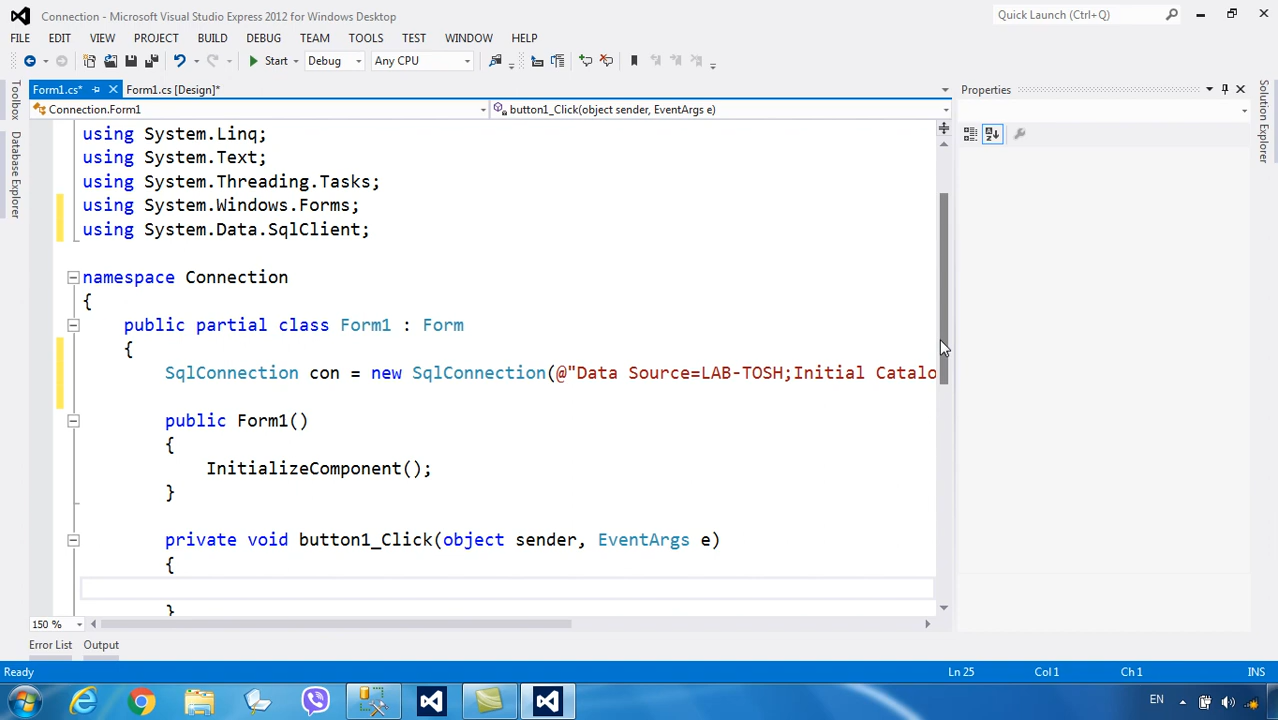 Connection - Microsoft Visual Studio Express 2012 for Windows Desktop
Quick Launch (Ctrl+Q)
FILE EDIT VIEW PROJECT BUILD DEBUG TEAM TOOLS TEST WINDOW HELP
Start Debug Any CPU
Toolbox
Database Explorer
Form1.cs* Form1.cs [Design]*
Connection.Form1 button1_Click(object sender, EventArgs e)
using System.Linq;
using System.Text;
using System.Threading.Tasks;
using System.Windows.Forms;
using System.Data.SqlClient;
namespace Connection
{
public partial class Form1 : Form
{
SqlConnection con = new SqlConnection(@"Data Source=LAB-TOSH;Initial Catalo
public Form1()
{
InitializeComponent();
}
private void button1_Click(object sender, EventArgs e)
{
}
150 %
Error List Output
Properties
Solution Explorer
Ready Ln 25 Col 1 Ch 1 INS
EN